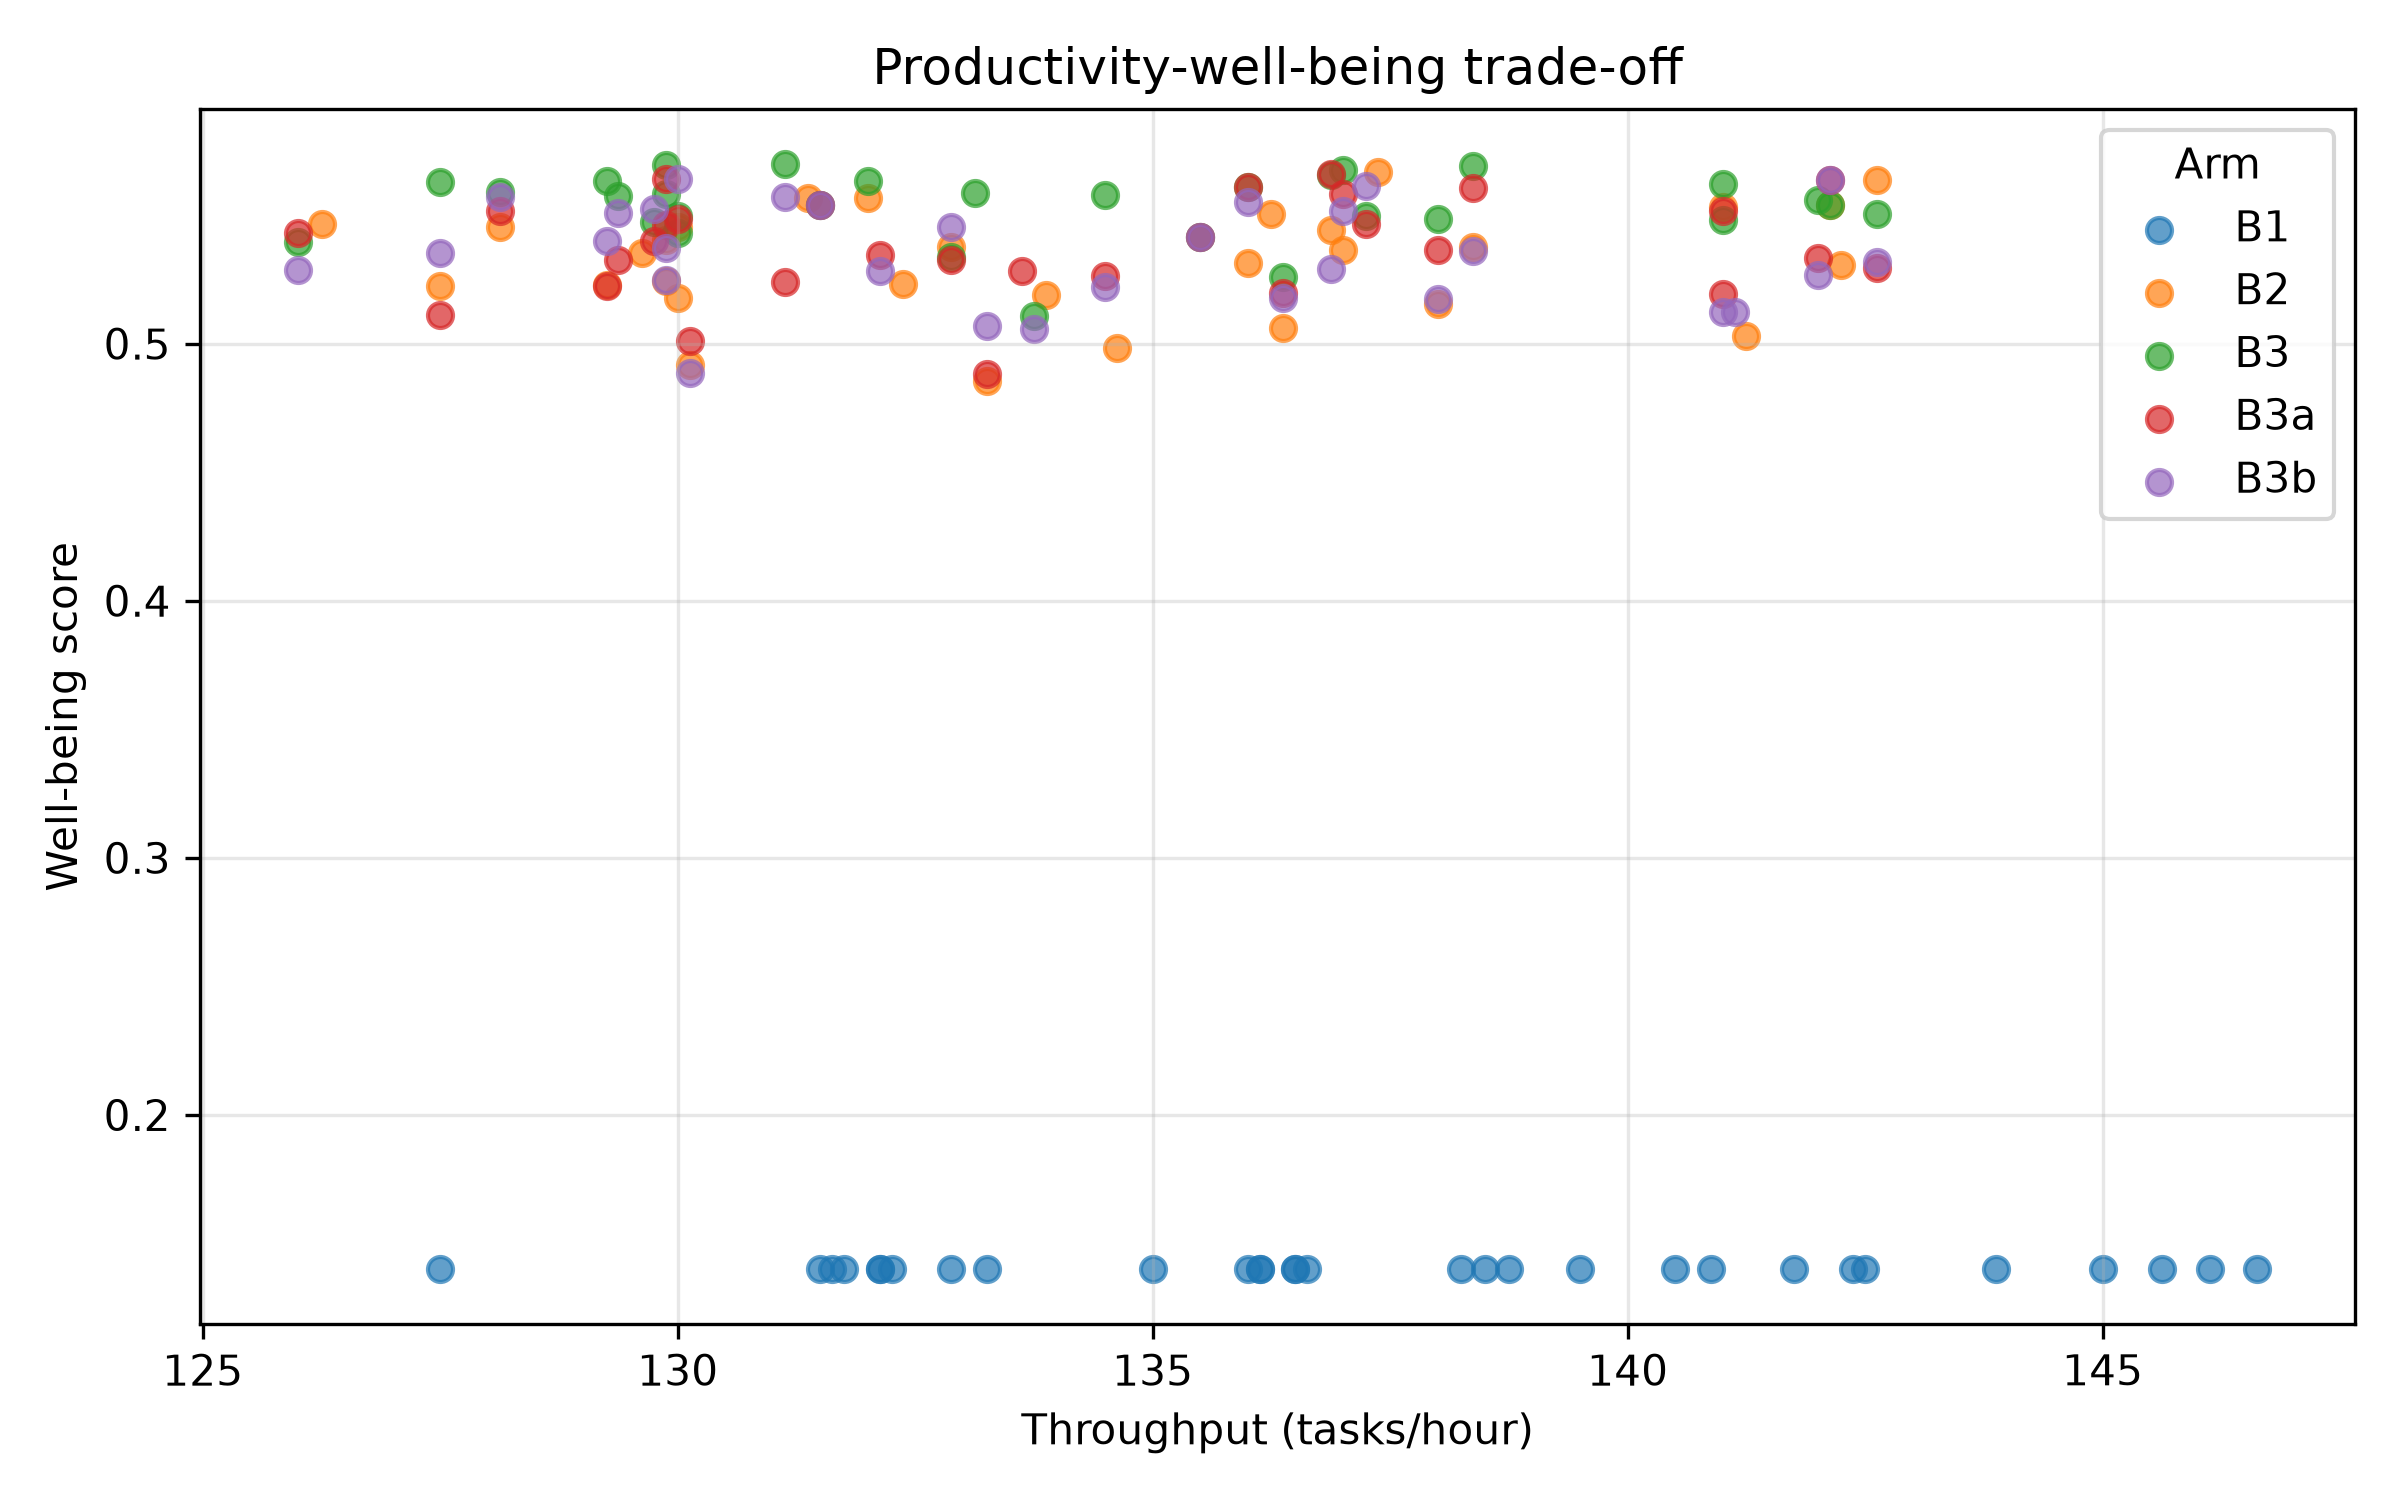 Productivity-well-being trade-off
Arm
B1
B2
B3
B3a
B3b
Well-being score
0.5
0.4
0.3
0.2
125 130 135 140 145
Throughput (tasks/hour)